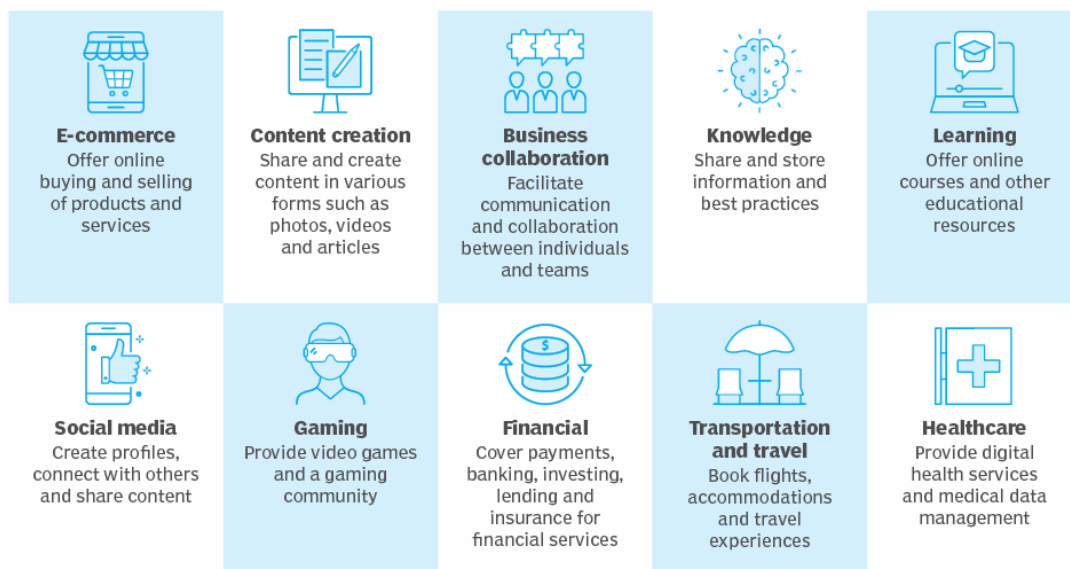 E-commerce
Offer online
buying and selling
of products and
services
Content creation
Share and create
content in various
forms such as
photos, videos
and articles
Business
collaboration
Facilitate
communication
and collaboration
between individuals
and teams
Knowledge
Share and store
information and
best practices
Learning
Offer online
courses and other
educational
resources
Social media
Create profiles,
connect with others
and share content
Gaming
Provide video games
and a gaming
community
$
Financial
Cover payments,
banking, investing,
lending and
insurance for
financial services
Transportation
and travel
Book flights,
accommodations
and travel
experiences
Healthcare
Provide digital
health services
and medical data
management